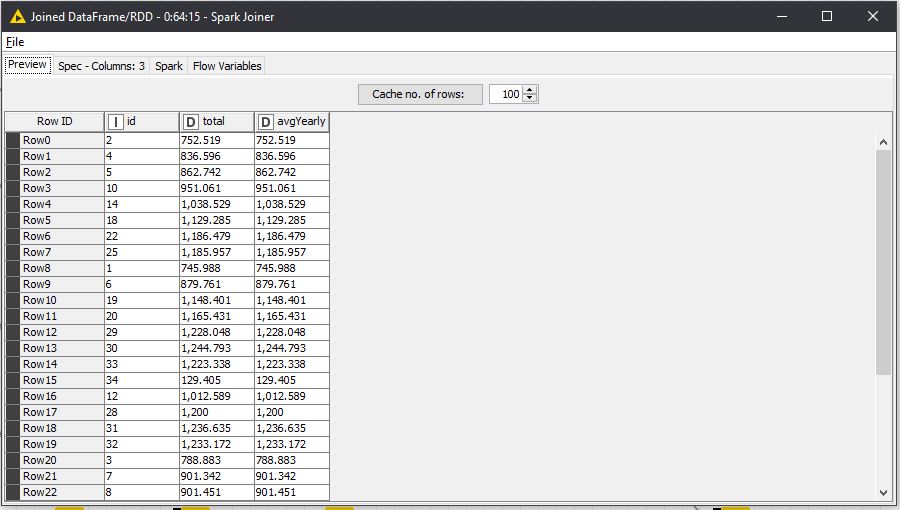 Joined DataFrame/RDD - 0:64:15 - Spark Joiner
File
Preview Spec - Columns: 3 Spark Flow Variables
Cache no. of rows: 100
Row ID I id D total D avgYearly
Row0 2 752.519 752.519
Row1 4 836.596 836.596
Row2 5 862.742 862.742
Row3 10 951.061 951.061
Row4 14 1,038.529 1,038.529
Row5 18 1,129.285 1,129.285
Row6 22 1,186.479 1,186.479
Row7 25 1,185.957 1,185.957
Row8 1 745.988 745.988
Row9 6 879.761 879.761
Row10 19 1,148.401 1,148.401
Row11 20 1,165.431 1,165.431
Row12 29 1,228.048 1,228.048
Row13 30 1,244.793 1,244.793
Row14 33 1,223.338 1,223.338
Row15 34 129.405 129.405
Row16 12 1,012.589 1,012.589
Row17 28 1,200 1,200
Row18 31 1,236.635 1,236.635
Row19 32 1,233.172 1,233.172
Row20 3 788.883 788.883
Row21 7 901.342 901.342
Row22 8 901.451 901.451